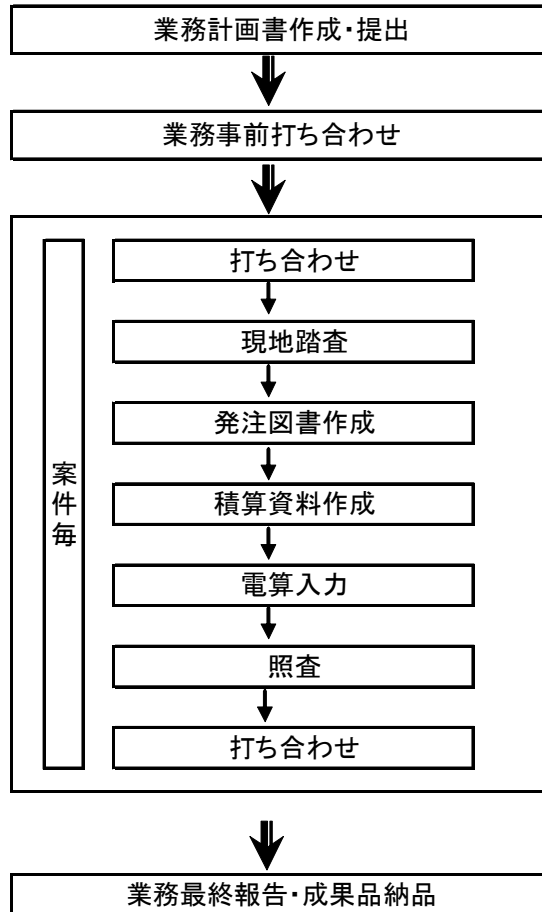 業務計画書作成・提出
業務事前打ち合わせ
案件毎
打ち合わせ
現地踏査
発注図書作成
積算資料作成
電算入力
照査
打ち合わせ
業務最終報告・成果品納品